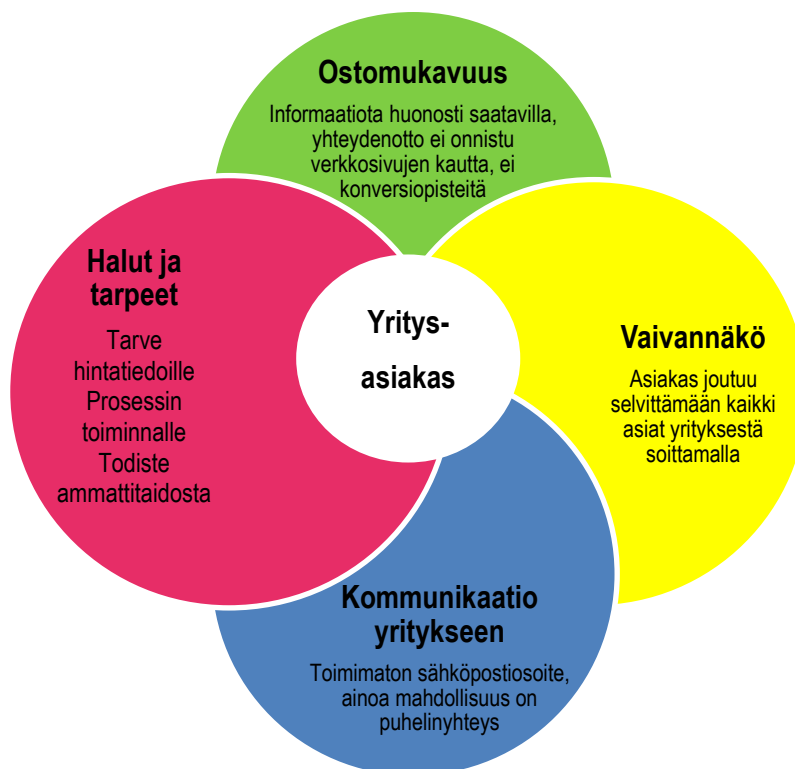 Ostomukavuus
Informaatiota huonosti saatavilla,
yhteydenotto ei onnistu
verkkosivujen kautta, ei
konversiopisteitä
Halut ja
tarpeet
Tarve
hintatiedoille
Prosessin
toiminnalle
Todiste
ammattitaidosta
Yritys-
asiakas
Vaivannäkö
Asiakas joutuu
selvittämään kaikki
asiat yrityksestä
soittamalla
Kommunikaatio
yritykseen
Toimimaton sähköpostiosoite,
ainoa mahdollisuus on
puhelinyhteys